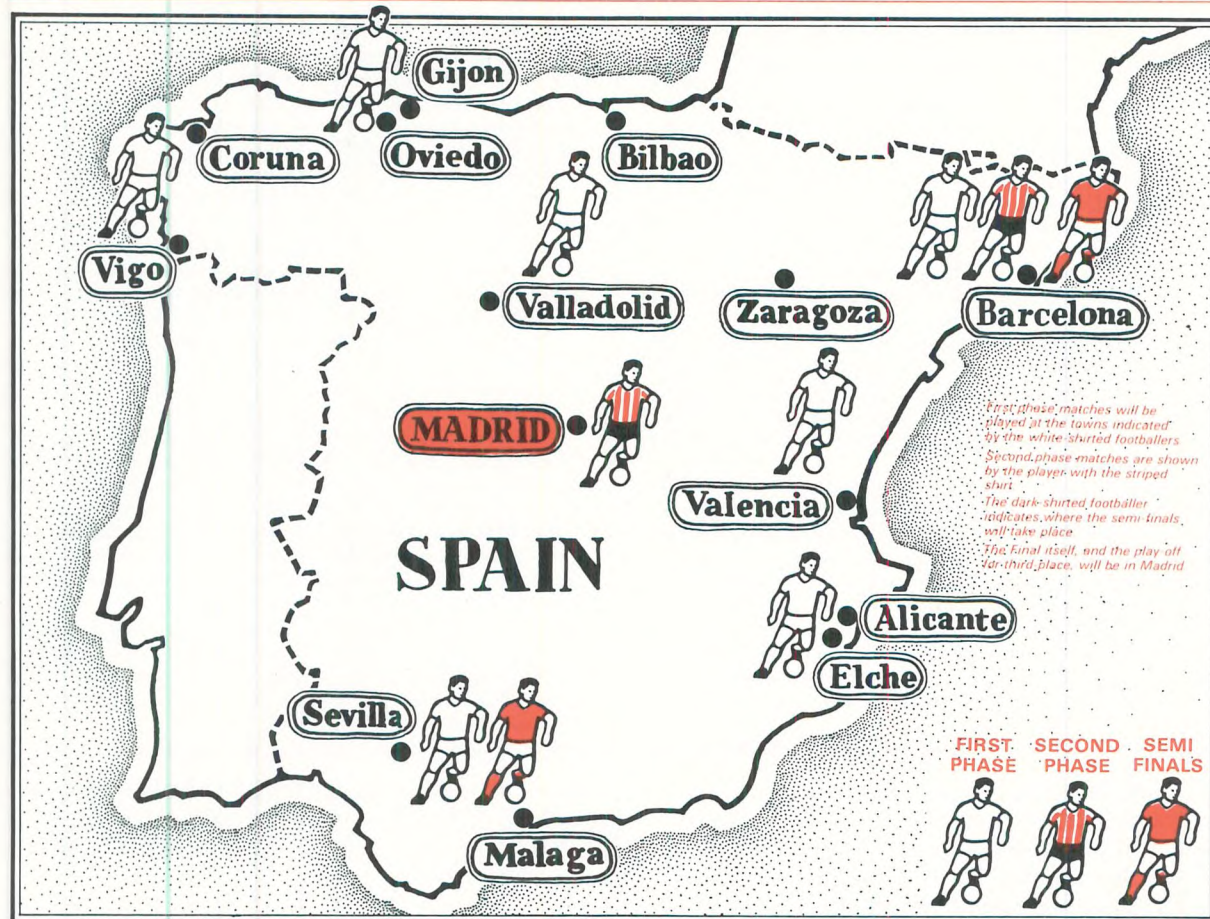 Gijon
Coruna
Oviedo
Bilbao
Vigo
Valladolid
Zaragoza
Barcelona
MADRID
First phase matches will be
played at the towns indicated
by the white-shirted footballers
Second phase matches are shown
by the player with the striped
shirt
The dark-shirted footballer
indicates where the semi-finals
will take place
The Final itself, and the play-off
for third place, will be in Madrid
Valencia
SPAIN
Alicante
Elche
Sevilla
Malaga
FIRST PHASE
SECOND PHASE
SEMI FINALS